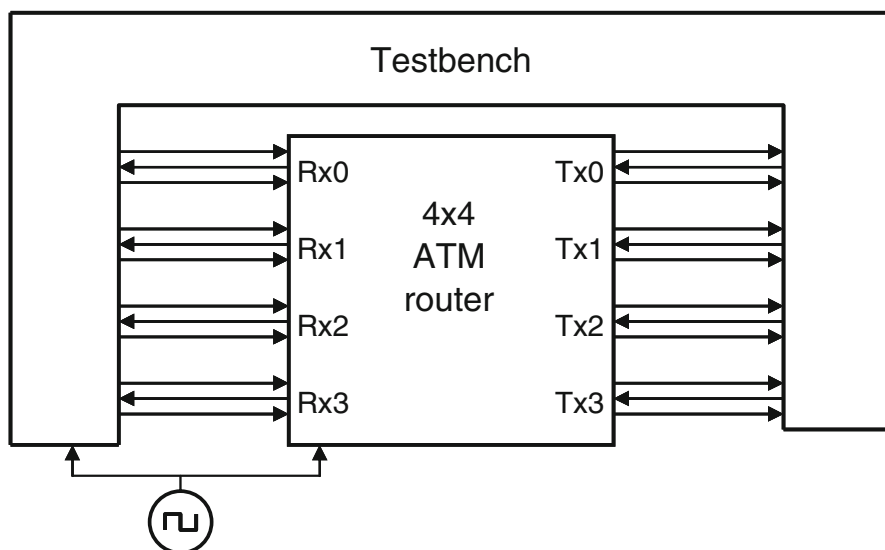 Testbench
Rx0
Tx0
4x4
ATM
router
Rx1
Tx1
Rx2
Tx2
Rx3
Tx3